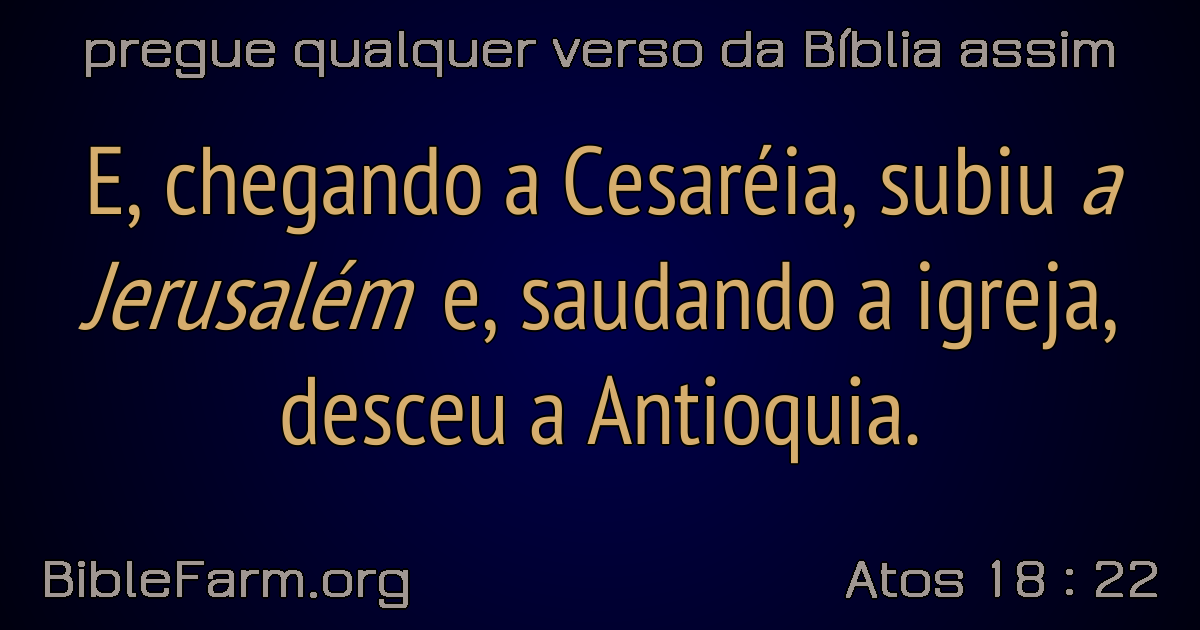 pregue qualquer verso da Bíblia assim
E, chegando a Cesaréia, subiu a
Jerusalém e, saudando a igreja,
desceu a Antioquia.
BibleFarm.org
Atos 18 : 22